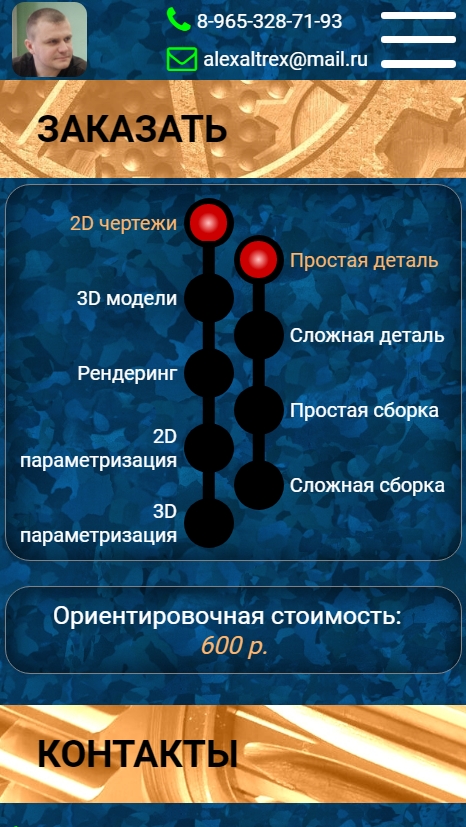 8-965-328-71-93
alexaltrex@mail.ru
ЗАКАЗАТЬ
2D чертежи
Простая деталь
3D модели
Сложная деталь
Рендеринг
Простая сборка
2D
параметризация
Сложная сборка
3D
параметризация
Ориентировочная стоимость:
600 р.
КОНТАКТЫ